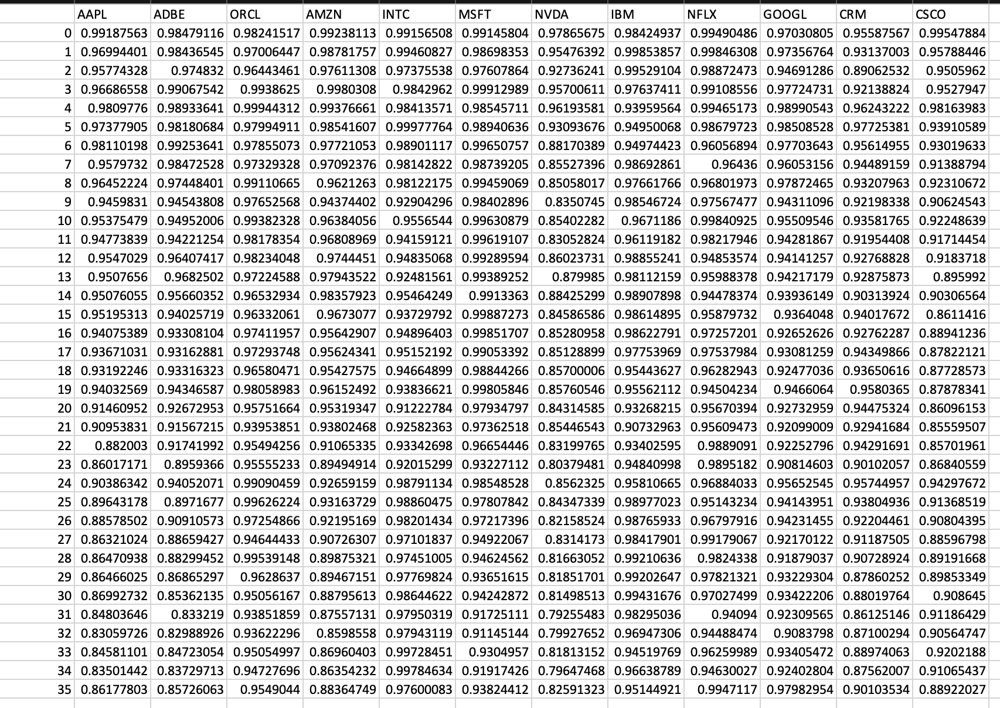 AAPL ADBE ORCL AMZN INTC MSFT NVDA IBM NFLX GOOGL CRM CSCO
0 0.99187563 0.98479116 0.98241517 0.99238113 0.99156508 0.99145804 0.97865675 0.98424937 0.99490486 0.97030805 0.95587567 0.99547884
1 0.96994401 0.98436545 0.97006447 0.98781757 0.99460827 0.98698353 0.95476392 0.99853857 0.99846308 0.97356764 0.93137003 0.95788446
2 0.95774328 0.974832 0.96443461 0.97611308 0.97375538 0.97607864 0.92736241 0.99529104 0.98872473 0.94691286 0.89062532 0.9505962
3 0.96686558 0.99067542 0.9938625 0.9980308 0.9842962 0.99912989 0.95700611 0.97637411 0.99108556 0.97724731 0.92138824 0.9527947
4 0.9809776 0.98933641 0.99944312 0.99376661 0.98413571 0.98545711 0.96193581 0.93959564 0.99465173 0.98990543 0.96243222 0.98163983
5 0.97377905 0.98180684 0.97994911 0.98541607 0.99977764 0.98940636 0.93093676 0.94950068 0.98679723 0.98508528 0.97725381 0.93910589
6 0.98110198 0.99253641 0.97855073 0.97721053 0.98901117 0.99650757 0.88170389 0.94974423 0.96056894 0.97703643 0.95614955 0.93019633
7 0.9579732 0.98472528 0.97329328 0.97092376 0.98142822 0.98739205 0.85527396 0.98692861 0.96436 0.96053156 0.94489159 0.91388794
8 0.96452224 0.97448401 0.99110665 0.9621263 0.98122175 0.99459069 0.85058017 0.97661766 0.96801973 0.97872465 0.93207963 0.92310672
9 0.9459831 0.94543808 0.97652568 0.94374402 0.92904296 0.98402896 0.8350745 0.98546724 0.97567477 0.94311096 0.92198338 0.90624543
10 0.95375479 0.94952006 0.99382328 0.96384056 0.9556544 0.99630879 0.85402282 0.9671186 0.99840925 0.95509546 0.93581765 0.92248639
11 0.94773839 0.94221254 0.98178354 0.96808969 0.94159121 0.99619107 0.83052824 0.96119182 0.98217946 0.94281867 0.91954408 0.91714454
12 0.9547029 0.96407417 0.98234048 0.9744451 0.94835068 0.99289594 0.86023731 0.98855241 0.94853574 0.94141257 0.92768828 0.9183718
13 0.9507656 0.9682502 0.97224588 0.97943522 0.92481561 0.99389252 0.879985 0.98112159 0.95988378 0.94217179 0.92875873 0.895992
14 0.95076055 0.95660352 0.96532934 0.98357923 0.95464249 0.9913363 0.88425299 0.98907898 0.94478374 0.93936149 0.90313924 0.90306564
15 0.95195313 0.94025719 0.96332061 0.9673077 0.93729792 0.99887273 0.84586586 0.98614895 0.95879732 0.9364048 0.94017672 0.8611416
16 0.94075389 0.93308104 0.97411957 0.95642907 0.94896403 0.99851707 0.85280958 0.98622791 0.97257201 0.92652626 0.92762287 0.88941236
17 0.93671031 0.93162881 0.97293748 0.95624341 0.95152192 0.99053392 0.85128899 0.97753969 0.97537984 0.93081259 0.94349866 0.87822121
18 0.93192246 0.93316323 0.96580471 0.95427575 0.94664899 0.98844266 0.85700006 0.95443627 0.96282943 0.92477036 0.93650616 0.87728573
19 0.94032569 0.94346587 0.98058983 0.96152492 0.93836621 0.99805846 0.85760546 0.95562112 0.94504234 0.9466064 0.9580365 0.87878341
20 0.91460952 0.92672953 0.95751664 0.95319347 0.91222784 0.97934797 0.84314585 0.93268215 0.95670394 0.92732959 0.94475324 0.86096153
21 0.90953831 0.91567215 0.93953851 0.93802468 0.92582363 0.97362518 0.85446543 0.90732963 0.95609473 0.92099009 0.92941684 0.85559507
22 0.882003 0.91741992 0.95494256 0.91065335 0.93342698 0.96654446 0.83199765 0.93402595 0.9889091 0.92252796 0.94291691 0.85701961
23 0.86017171 0.8959366 0.95555233 0.89494914 0.92015299 0.93227112 0.80379481 0.94840998 0.9895182 0.90814603 0.90102057 0.86840559
24 0.90386342 0.94052071 0.99090459 0.92659159 0.98791134 0.98548528 0.8562325 0.95810665 0.96884033 0.95652545 0.95744957 0.94297672
25 0.89643178 0.8971677 0.99626224 0.93163729 0.98860475 0.97807842 0.84347339 0.98977023 0.95143234 0.94143951 0.93804936 0.91368519
26 0.88578502 0.90910573 0.97254866 0.92195169 0.98201434 0.97217396 0.82158524 0.98765933 0.96797916 0.94231455 0.92204461 0.90804395
27 0.86321024 0.88659427 0.94644433 0.90726307 0.97101837 0.94922067 0.8314173 0.98417901 0.99179067 0.92170122 0.91187505 0.88596798
28 0.86470938 0.88299452 0.99539148 0.89875321 0.97451005 0.94624562 0.81663052 0.99210636 0.9824338 0.91879037 0.90728924 0.89191668
29 0.86466025 0.86865297 0.9628637 0.89467151 0.97769824 0.93651615 0.81851701 0.99202647 0.97821321 0.93229304 0.87860252 0.89853349
30 0.86992732 0.85362135 0.95056167 0.88795613 0.98644622 0.94242872 0.81498513 0.99431676 0.97027499 0.93422206 0.88019764 0.908645
31 0.84803646 0.833219 0.93851859 0.87557131 0.97950319 0.91725111 0.79255483 0.98295036 0.94094 0.92309565 0.86125146 0.91186429
32 0.83059726 0.82988926 0.93622296 0.8598558 0.97943119 0.91145144 0.79927652 0.96947306 0.94488474 0.9083798 0.87100294 0.90564747
33 0.84581101 0.84723054 0.95054997 0.86960403 0.99728451 0.9304957 0.81813152 0.94519769 0.96259989 0.93405472 0.88974063 0.9202188
34 0.83501442 0.83729713 0.94727696 0.86354232 0.99784634 0.91917426 0.79647468 0.96638789 0.94630027 0.92402804 0.87562007 0.91065437
35 0.86177803 0.85726063 0.9549044 0.88364749 0.97600083 0.93824412 0.82591323 0.95144921 0.9947117 0.97982954 0.90103534 0.88922027